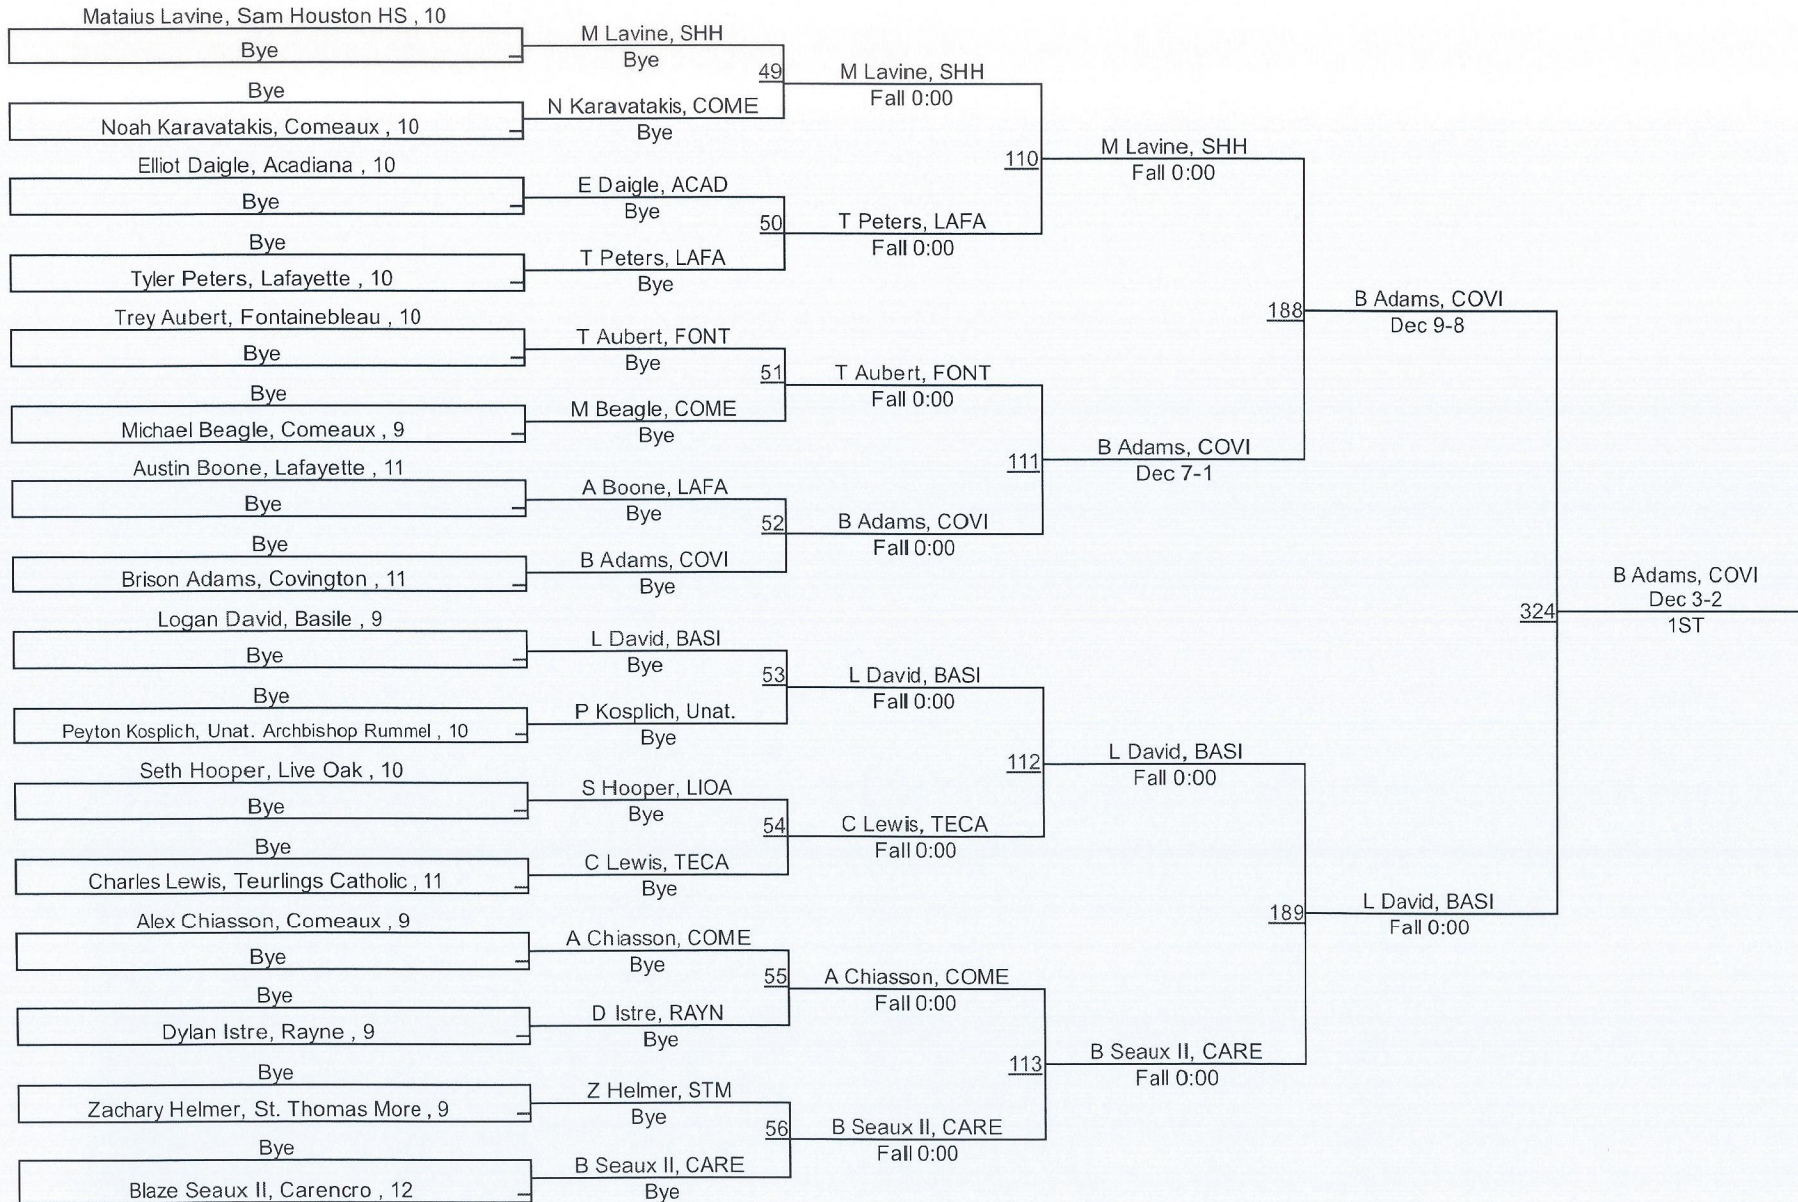 Mataius Lavine, Sam Houston HS , 10
Bye
Bye
Noah Karavatakis, Comeaux , 10
Elliot Daigle, Acadiana , 10
Bye
Bye
Tyler Peters, Lafayette , 10
Trey Aubert, Fontainebleau , 10
Bye
Bye
Michael Beagle, Comeaux , 9
Austin Boone, Lafayette , 11
Bye
Bye
Brison Adams, Covington , 11
Logan David, Basile , 9
Bye
Bye
Peyton Kosplich, Unat. Archbishop Rummel , 10
Seth Hooper, Live Oak , 10
Bye
Bye
Charles Lewis, Teurlings Catholic , 11
Alex Chiasson, Comeaux , 9
Bye
Bye
Dylan Istre, Rayne , 9
Bye
Zachary Helmer, St. Thomas More , 9
Bye
Blaze Seaux II, Carencro , 12
M Lavine, SHH
Bye
49
N Karavatakis, COME
Bye
E Daigle, ACAD
Bye
50
T Peters, LAFA
Bye
T Aubert, FONT
Bye
51
M Beagle, COME
Bye
A Boone, LAFA
Bye
52
B Adams, COVI
Bye
L David, BASI
Bye
53
P Kosplich, Unat.
Bye
S Hooper, LIOA
Bye
54
C Lewis, TECA
Bye
A Chiasson, COME
Bye
55
D Istre, RAYN
Bye
Z Helmer, STM
Bye
56
B Seaux II, CARE
Bye
M Lavine, SHH
Fall 0:00
110
T Peters, LAFA
Fall 0:00
T Aubert, FONT
Fall 0:00
111
B Adams, COVI
Fall 0:00
L David, BASI
Fall 0:00
112
C Lewis, TECA
Fall 0:00
A Chiasson, COME
Fall 0:00
113
B Seaux II, CARE
Fall 0:00
M Lavine, SHH
Fall 0:00
188
B Adams, COVI
Dec 7-1
L David, BASI
Fall 0:00
189
B Seaux II, CARE
Fall 0:00
B Adams, COVI
Dec 9-8
324
L David, BASI
Fall 0:00
B Adams, COVI
Dec 3-2
1ST